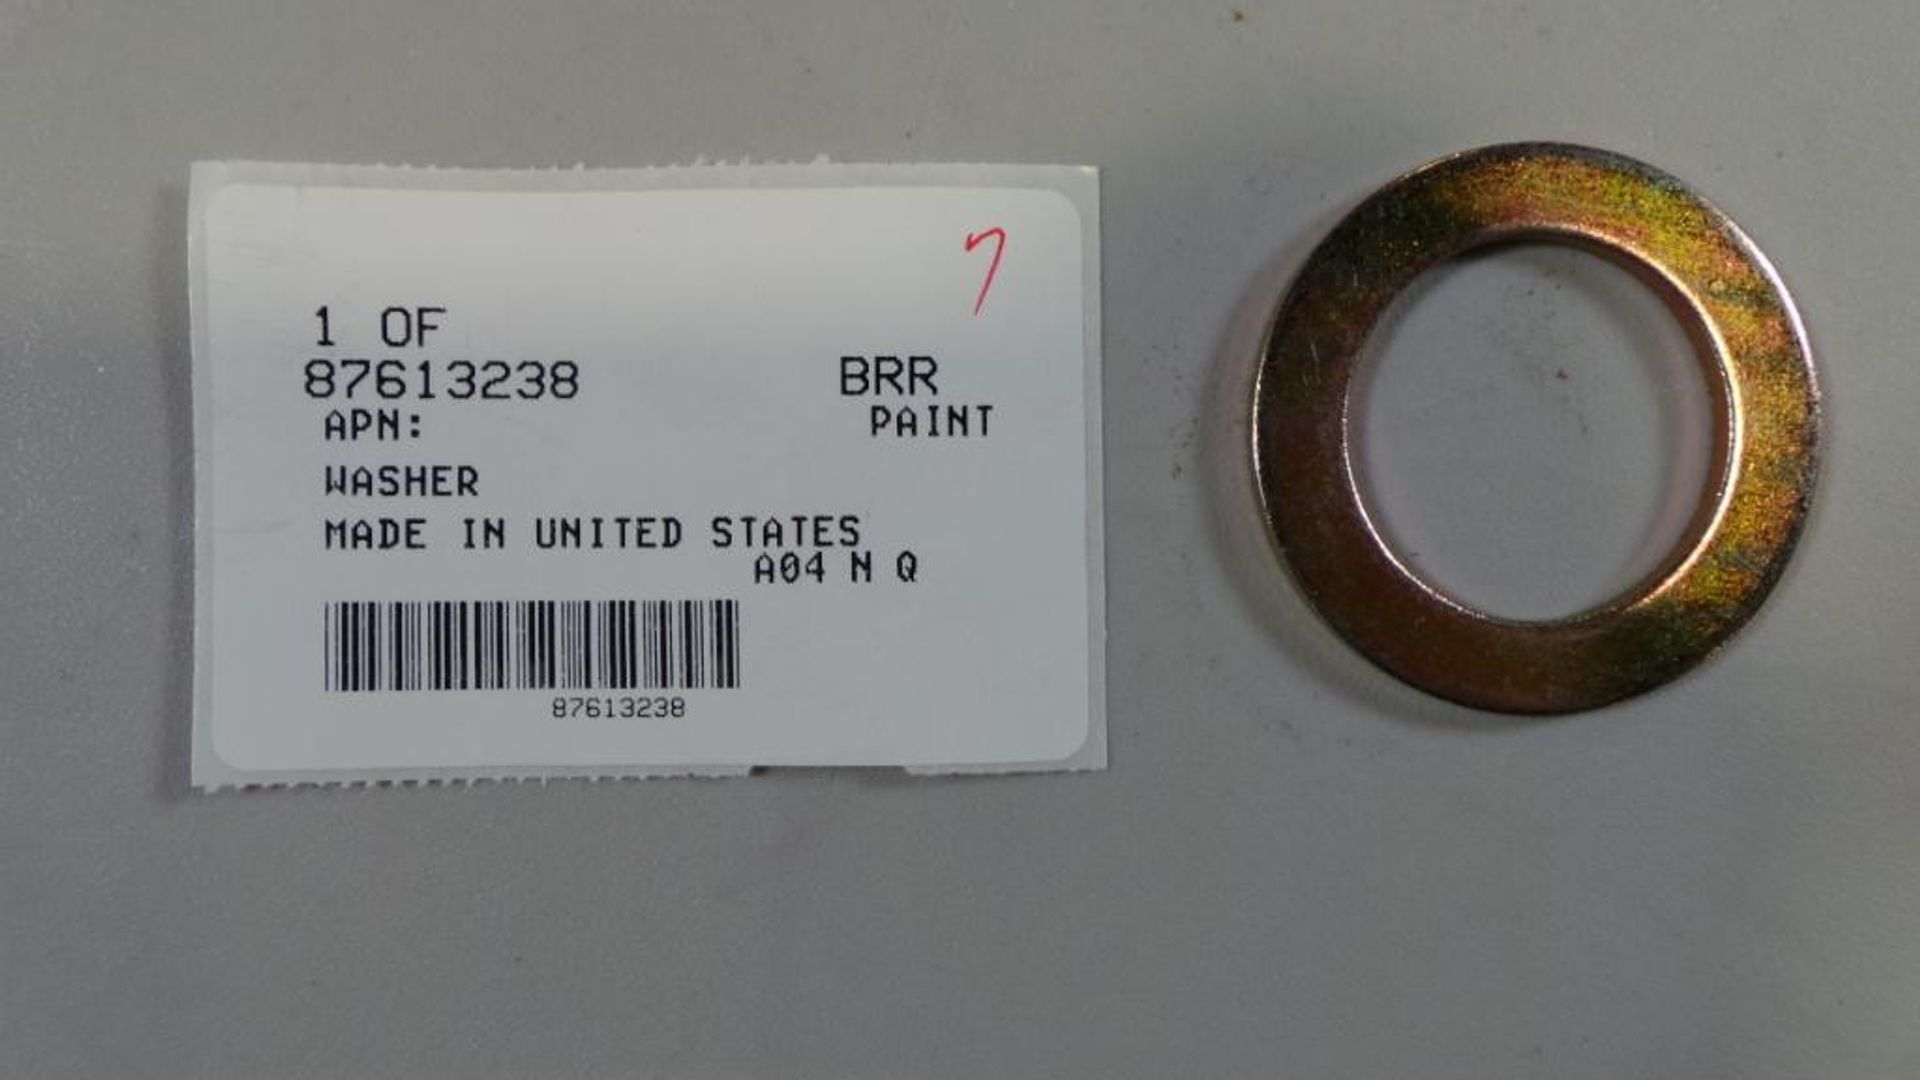 7
1 OF
87613238 BRR
APN: PAINT
WASHER
MADE IN UNITED STATES
A04 N Q
87613238